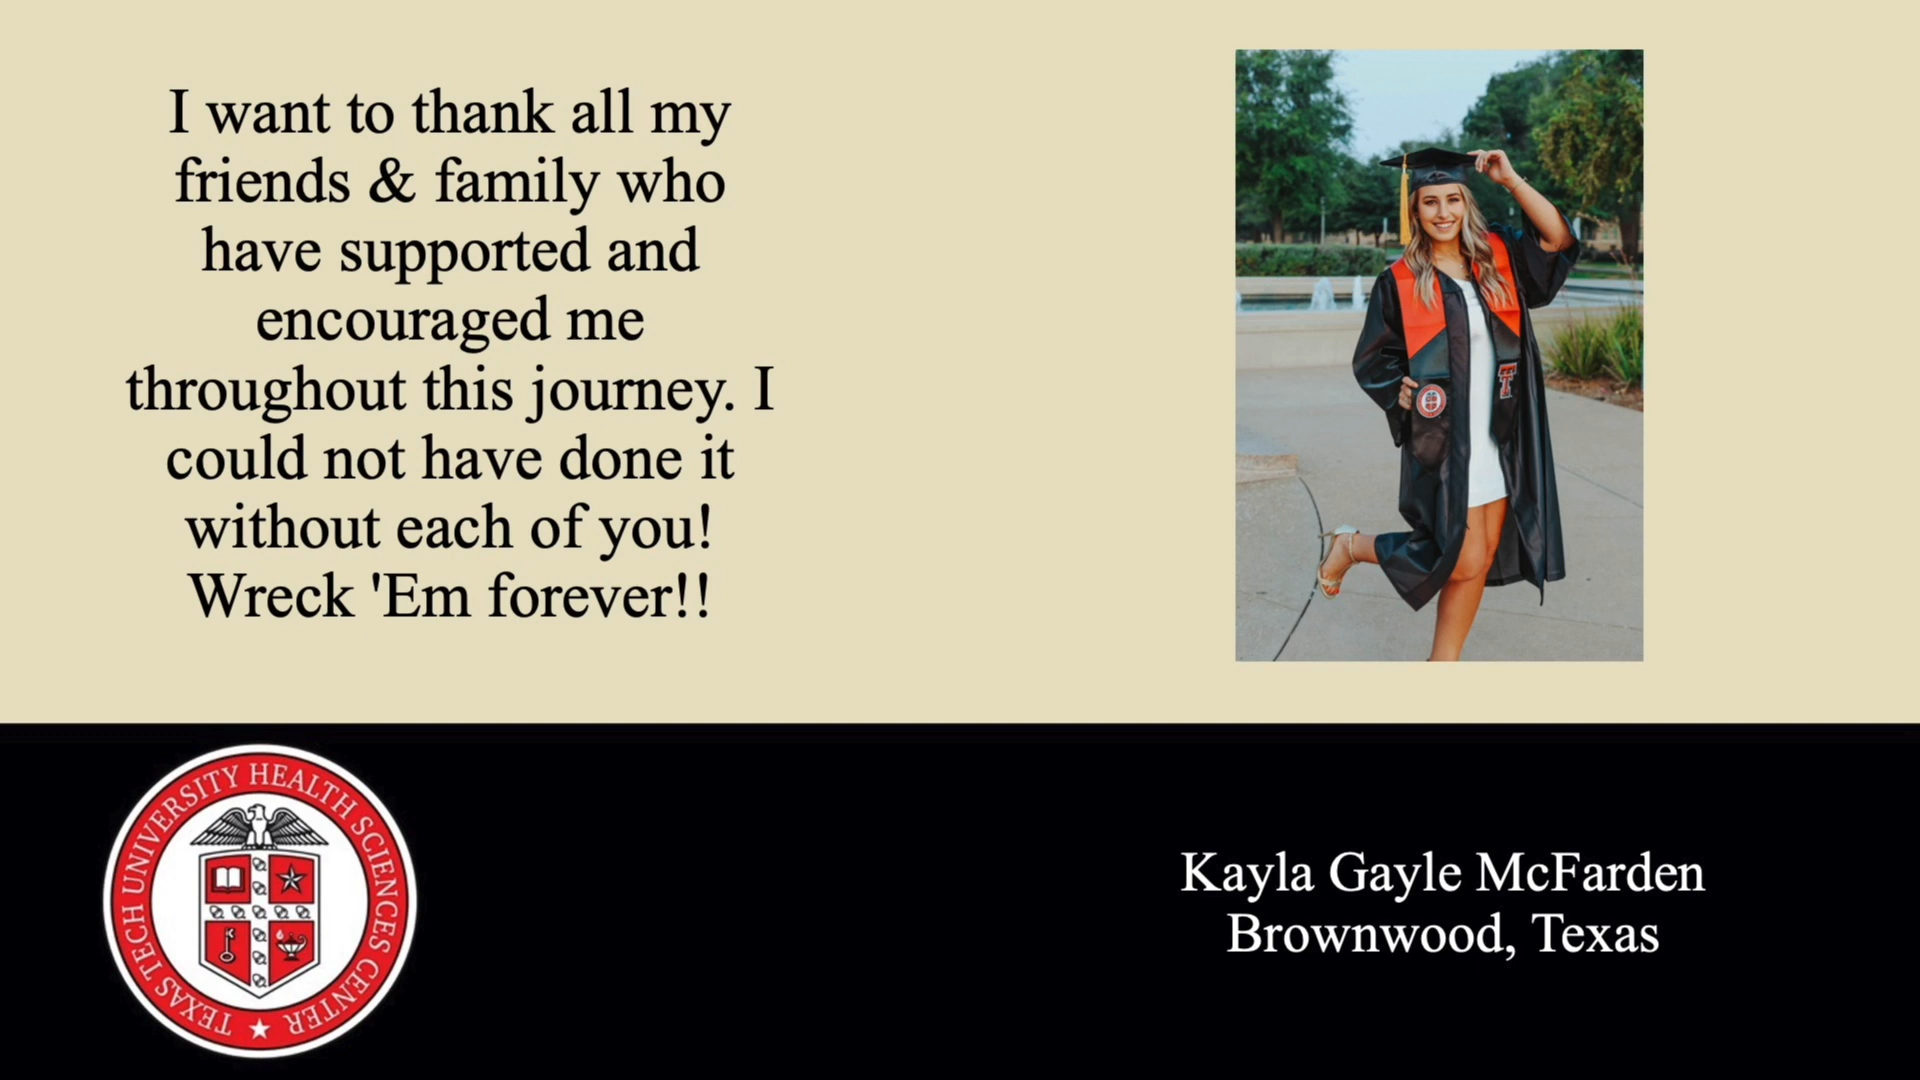 I want to thank all my
friends & family who
have supported and
encouraged me
throughout this journey. I
could not have done it
without each of you!
Wreck 'Em forever!!
T
TEXAS TECH UNIVERSITY HEALTH SCIENCES CENTER
Kayla Gayle McFarden
Brownwood, Texas